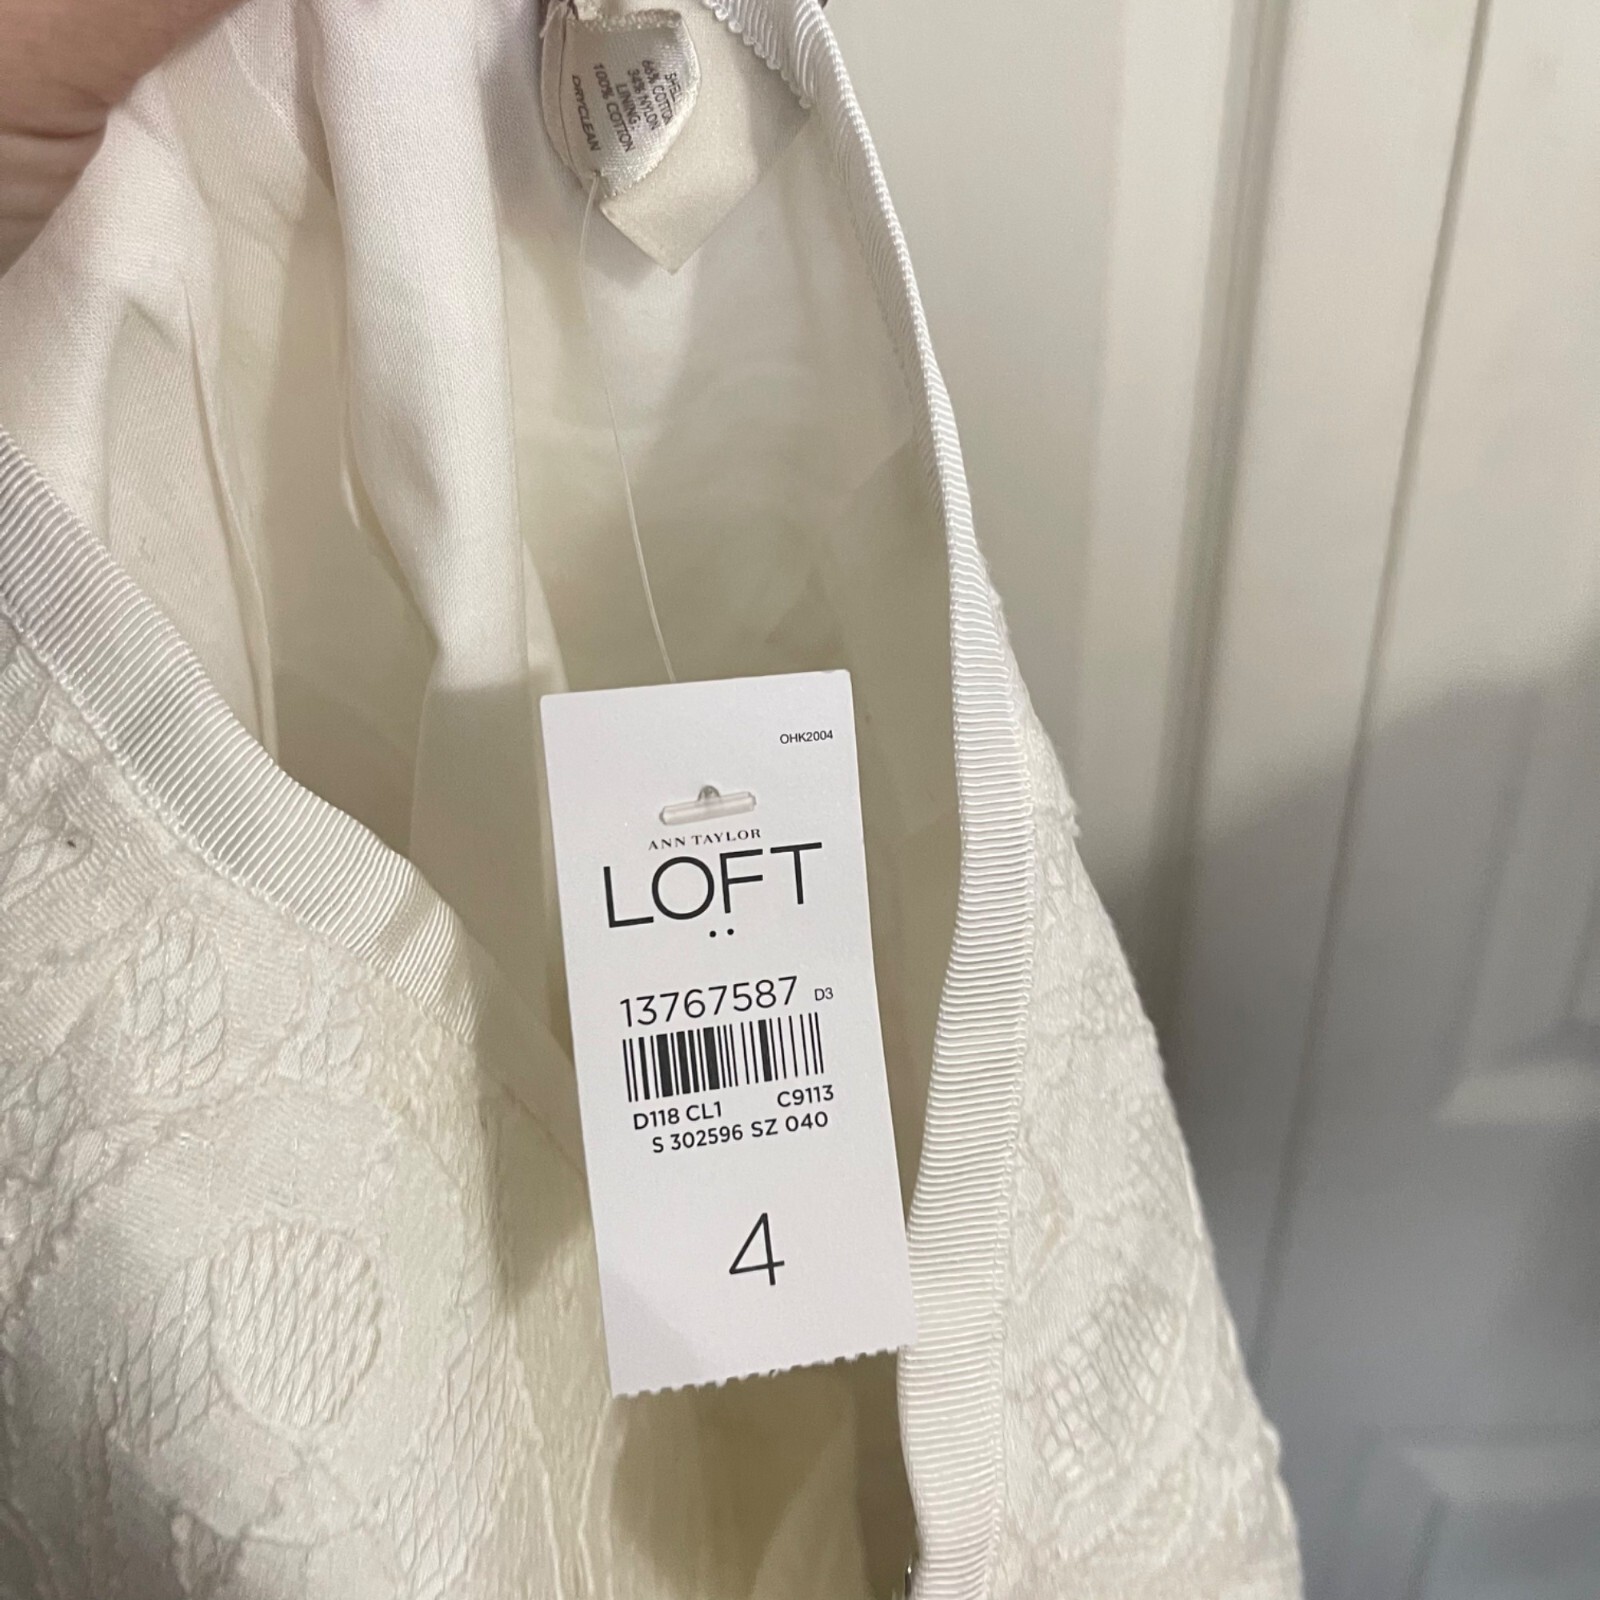 SHELL
66% COTTON
34% NYLON
LINING:
100% COTTON
DRYCLEAN
OHK2004
ANN TAYLOR
LOFT
13767587 D3
D118 CL1 C9113
S 302596 SZ 040
4